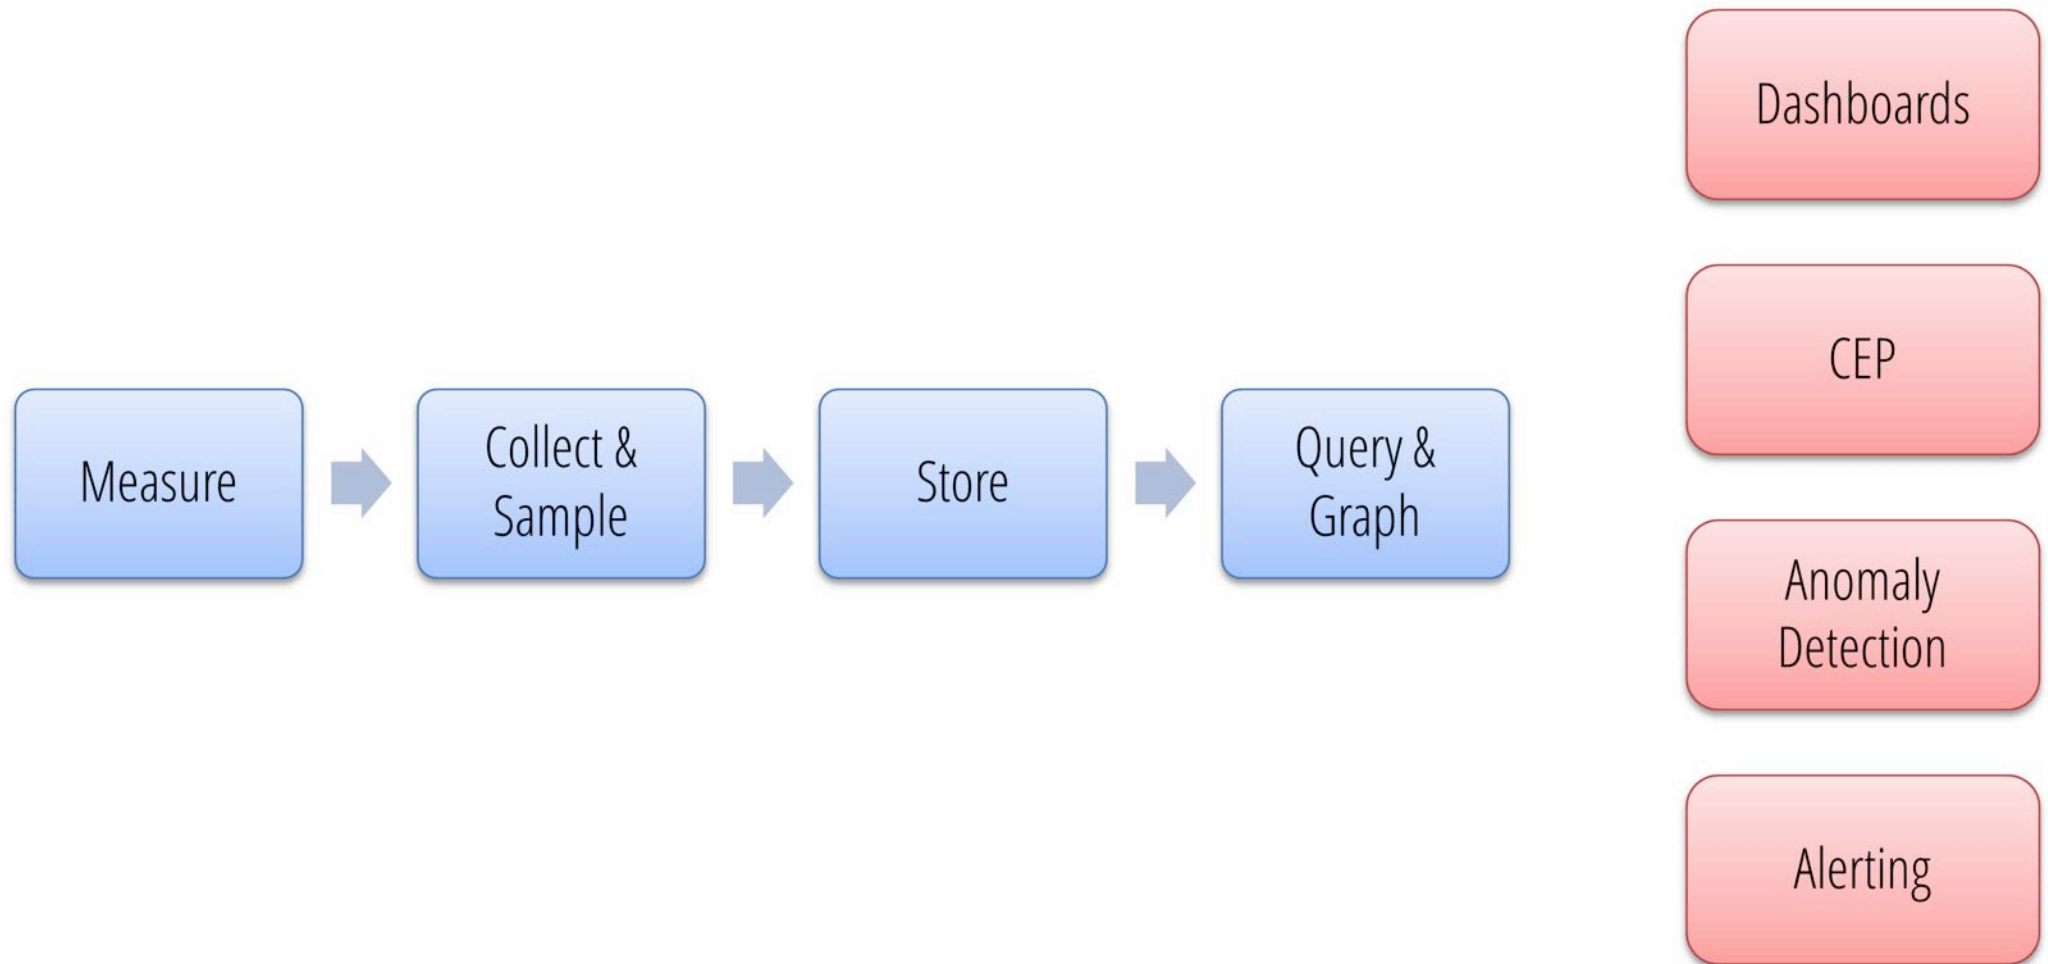 Measure
Collect &
Sample
Store
Query &
Graph
Dashboards
CEP
Anomaly
Detection
Alerting